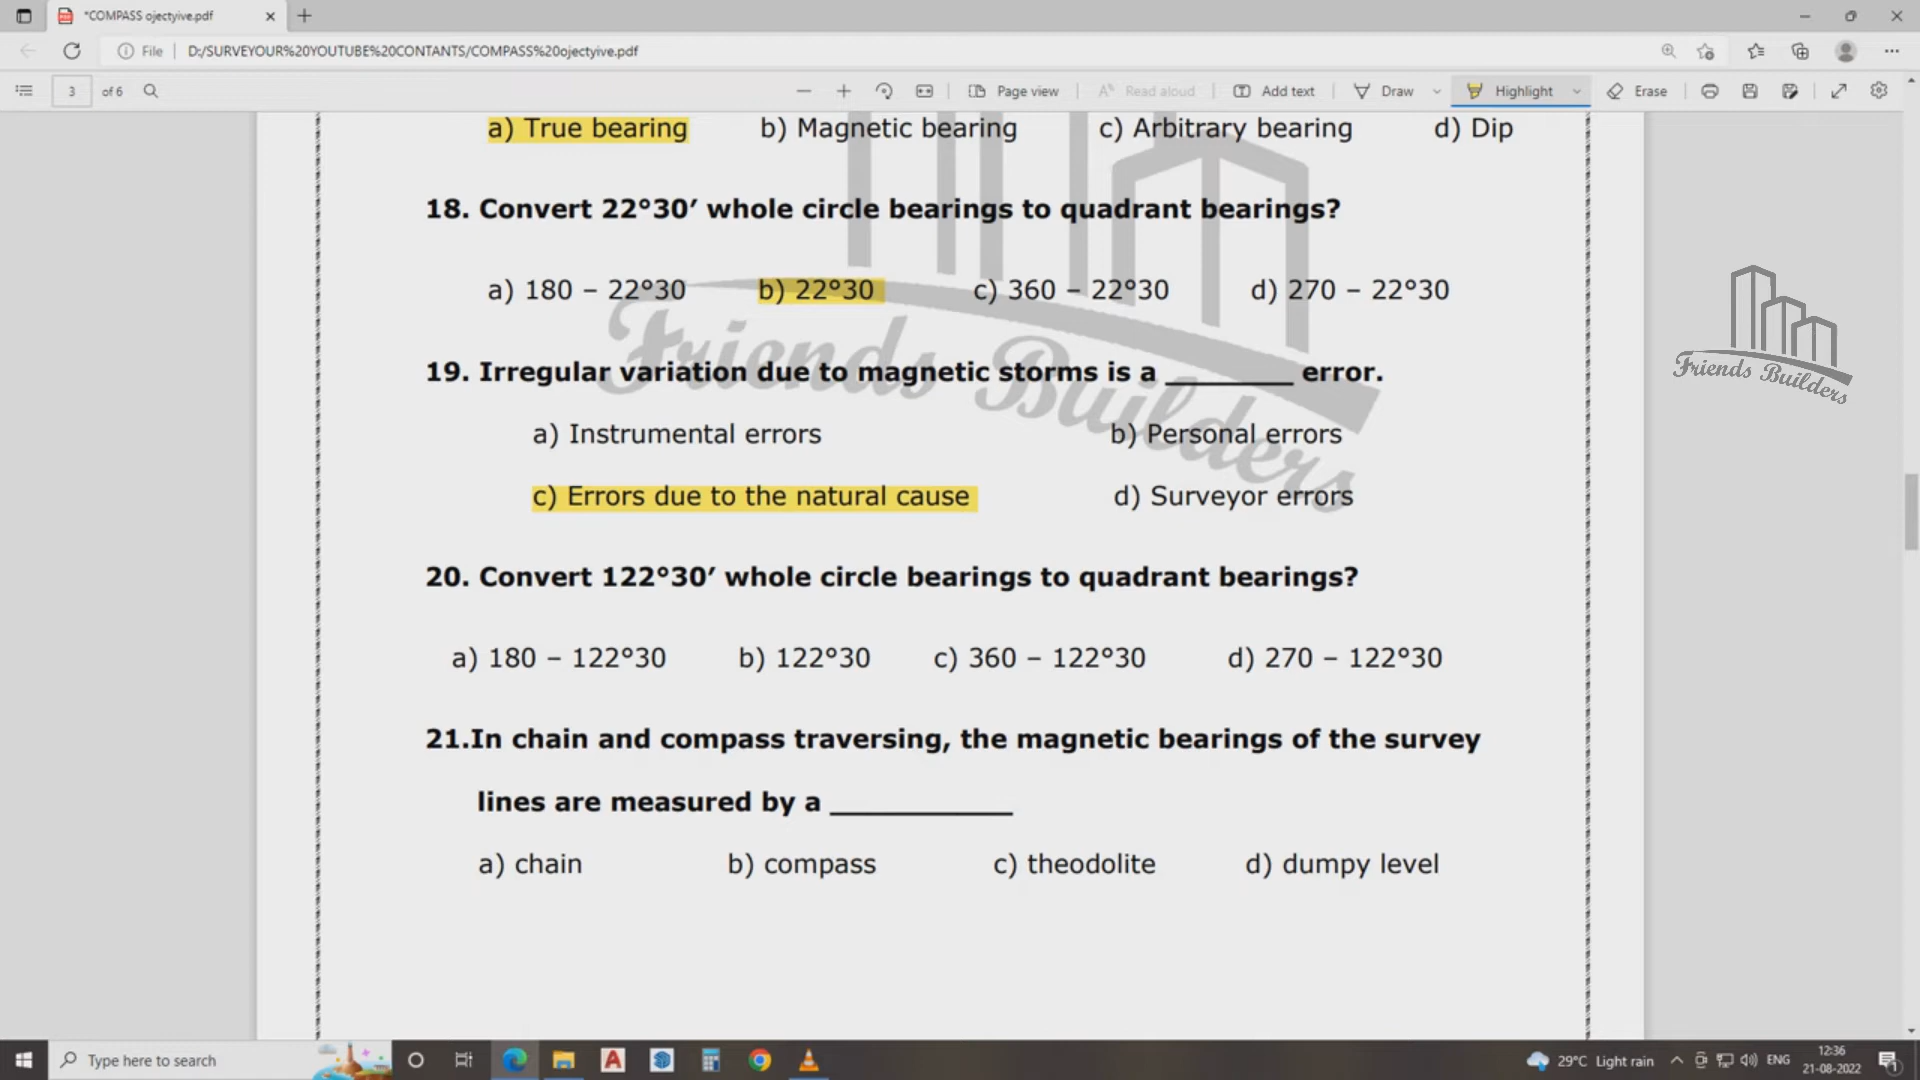 *COMPASS ojectyive.pdf
File
D:/SURVEYOUR%20YOUTUBE%20CONTANTS/COMPASS%20ojectyive.pdf
3 of 6
Page view
Read aloud
Add text
Draw
Highlight
Erase
a) True bearing b) Magnetic bearing c) Arbitrary bearing d) Dip
18. Convert 22°30′ whole circle bearings to quadrant bearings?
a) 180 – 22°30 b) 22°30 c) 360 – 22°30 d) 270 – 22°30
19. Irregular variation due to magnetic storms is a ________ error.
a) Instrumental errors b) Personal errors
c) Errors due to the natural cause d) Surveyor errors
20. Convert 122°30′ whole circle bearings to quadrant bearings?
a) 180 – 122°30 b) 122°30 c) 360 – 122°30 d) 270 – 122°30
21.In chain and compass traversing, the magnetic bearings of the survey
lines are measured by a ___________
a) chain b) compass c) theodolite d) dumpy level
Friends Builders
Friends Builders
Type here to search
29°C Light rain
ENG
12:36
21-08-2022
1